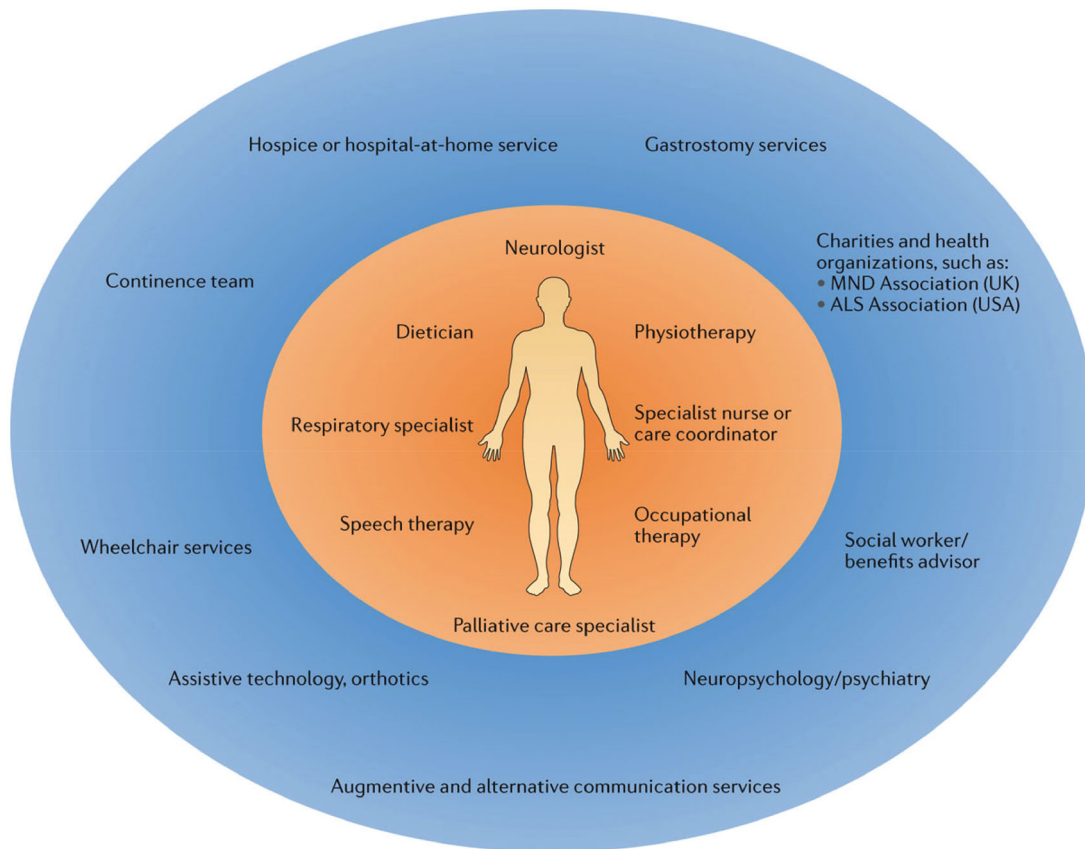 Hospice or hospital-at-home service
Gastrostomy services
Charities and health
organizations, such as:
• MND Association (UK)
• ALS Association (USA)
Continence team
Neurologist
Dietician
Physiotherapy
Respiratory specialist
Specialist nurse or
care coordinator
Speech therapy
Occupational
therapy
Wheelchair services
Social worker/
benefits advisor
Palliative care specialist
Assistive technology, orthotics
Neuropsychology/psychiatry
Augmentive and alternative communication services